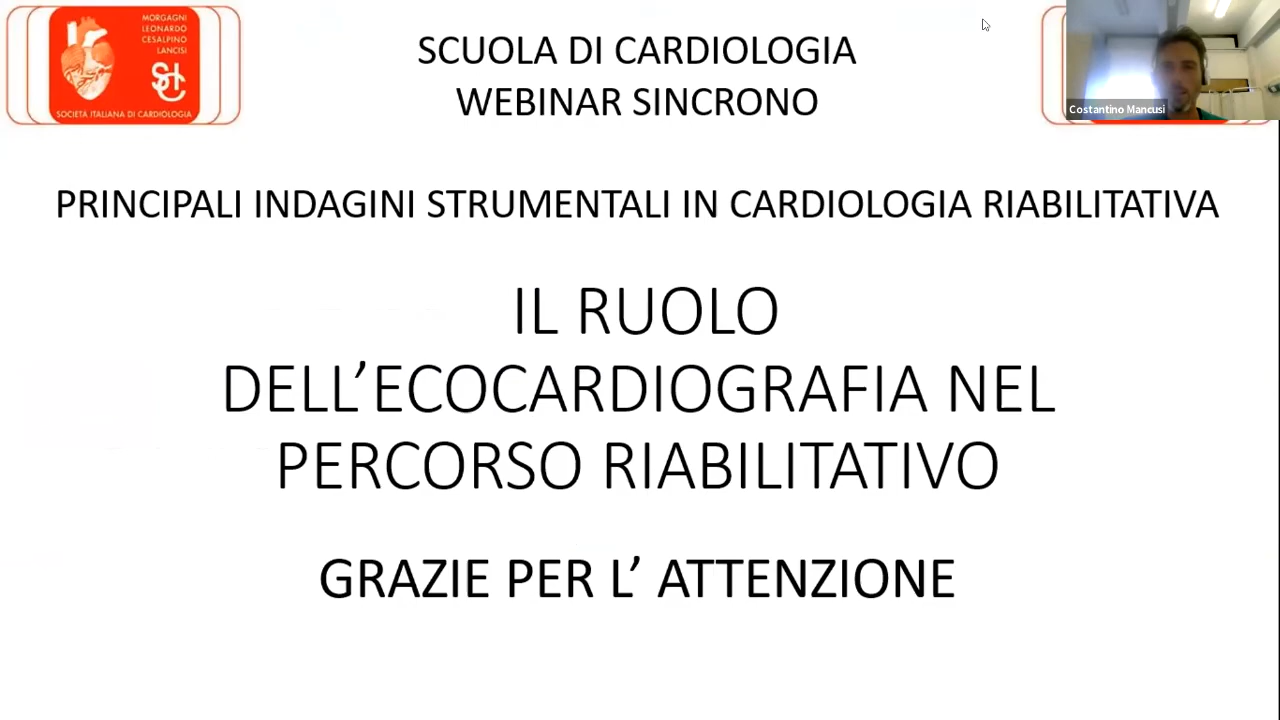 MORGAGNI
LEONARDO
CESALPINO
LANCISI
SIC
SOCIETÀ ITALIANA DI CARDIOLOGIA
SCUOLA DI CARDIOLOGIA
WEBINAR SINCRONO
Costantino Mancusi
PRINCIPALI INDAGINI STRUMENTALI IN CARDIOLOGIA RIABILITATIVA
IL RUOLO
DELL’ECOCARDIOGRAFIA NEL
PERCORSO RIABILITATIVO
GRAZIE PER L’ ATTENZIONE